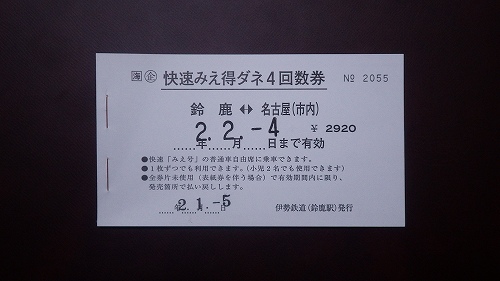 海 企 快速みえ得ダネ4回数券 № 2055
鈴鹿 ⇔ 名古屋(市内)
2.2.-4 ¥2920
......年......月......日まで有効
●快速「みえ号」の普通車自由席に乗車できます。
●1枚ずつでも利用できます。(小児2名でも使用できます)
●全券片未使用(表紙券を伴う場合)で有効期間内に限り、
発売箇所で払い戻しします。
2.1.-5
......年......月......日 伊勢鉄道(鈴鹿駅)発行